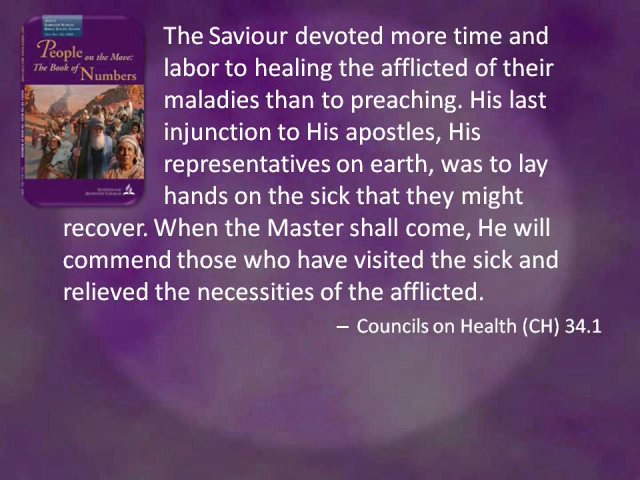 People on the Move:
The Book of Numbers
The Saviour devoted more time and
labor to healing the afflicted of their
maladies than to preaching. His last
injunction to His apostles, His
representatives on earth, was to lay
hands on the sick that they might
recover. When the Master shall come, He will
commend those who have visited the sick and
relieved the necessities of the afflicted.
– Councils on Health (CH) 34.1